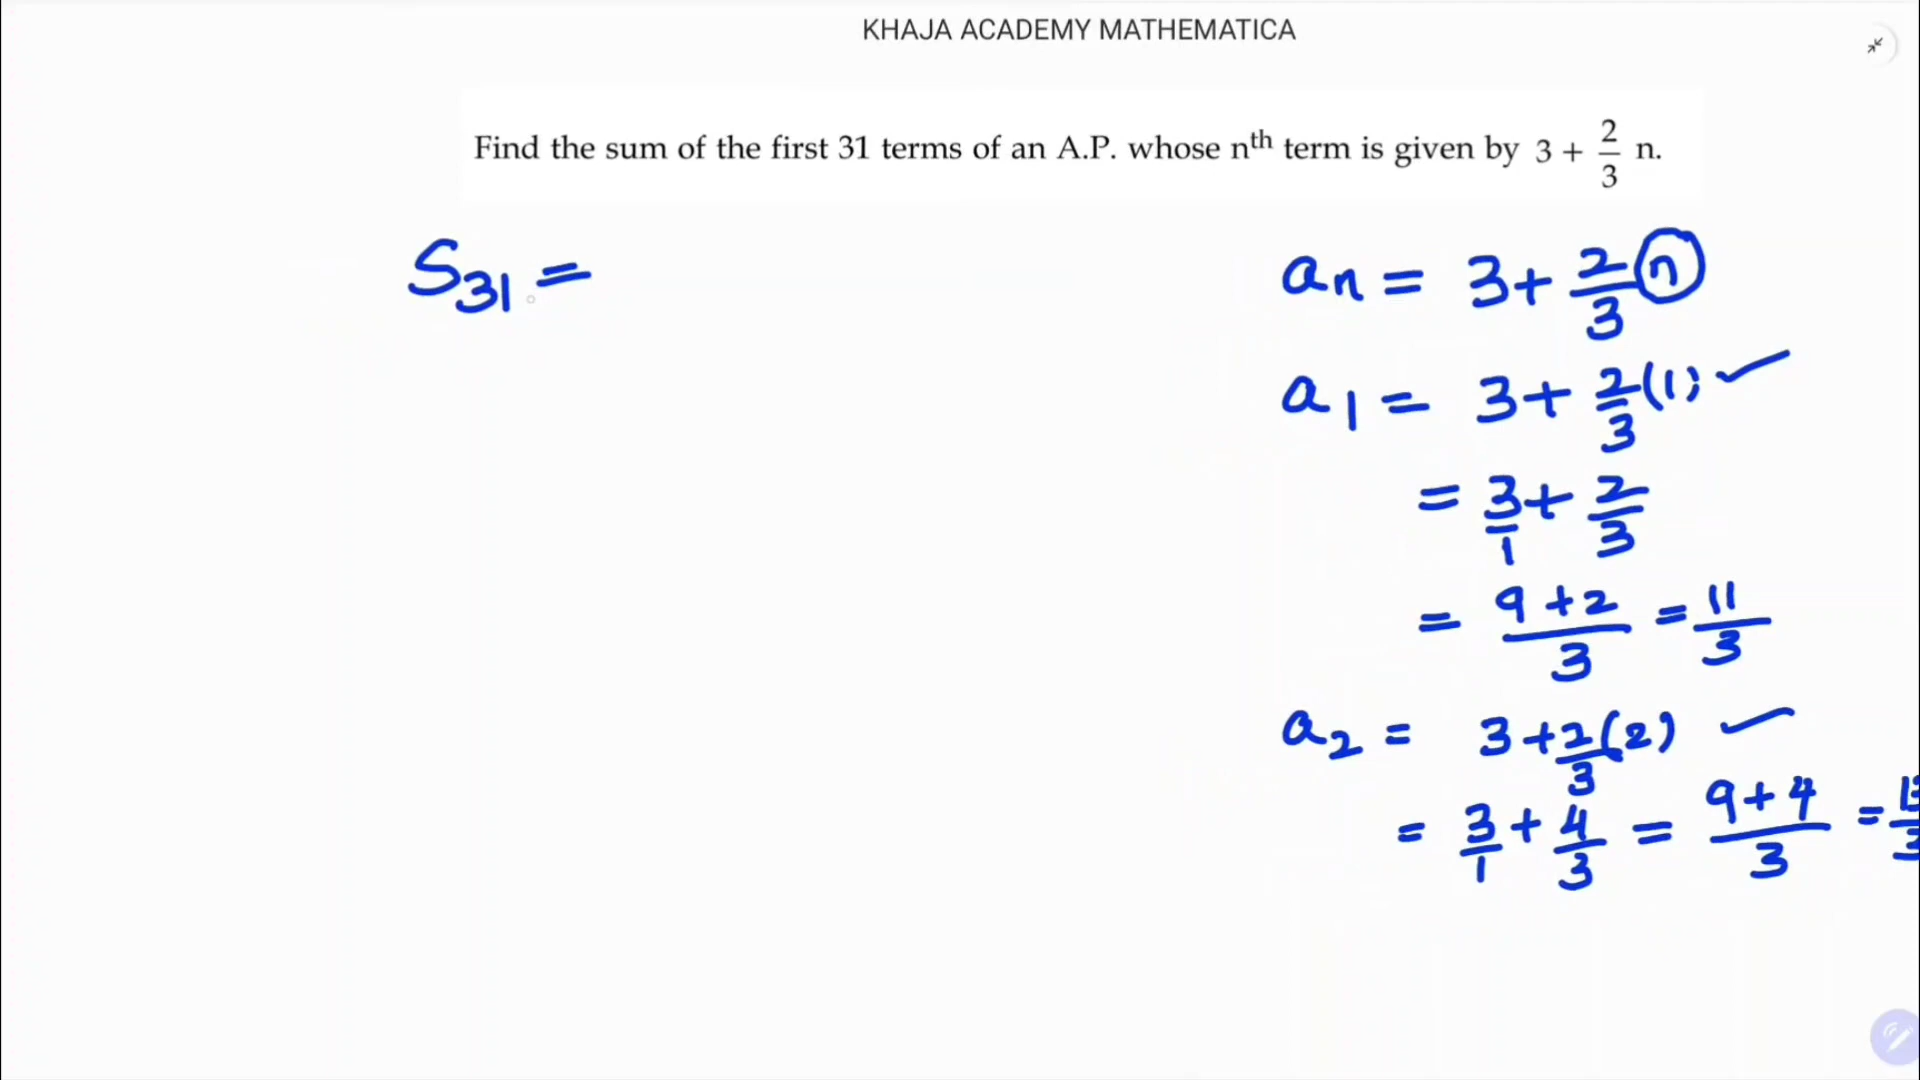 KHAJA ACADEMY MATHEMATICA
Find the sum of the first 31 terms of an A.P. whose nth term is given by 3 + 2/3 n.
S31 =
an = 3 + 2/3 n
a1 = 3 + 2/3 (1)
= 3/1 + 2/3
= 9+2/3 = 11/3
a2 = 3 + 2/3 (2)
= 3/1 + 4/3 = 9+4/3 =